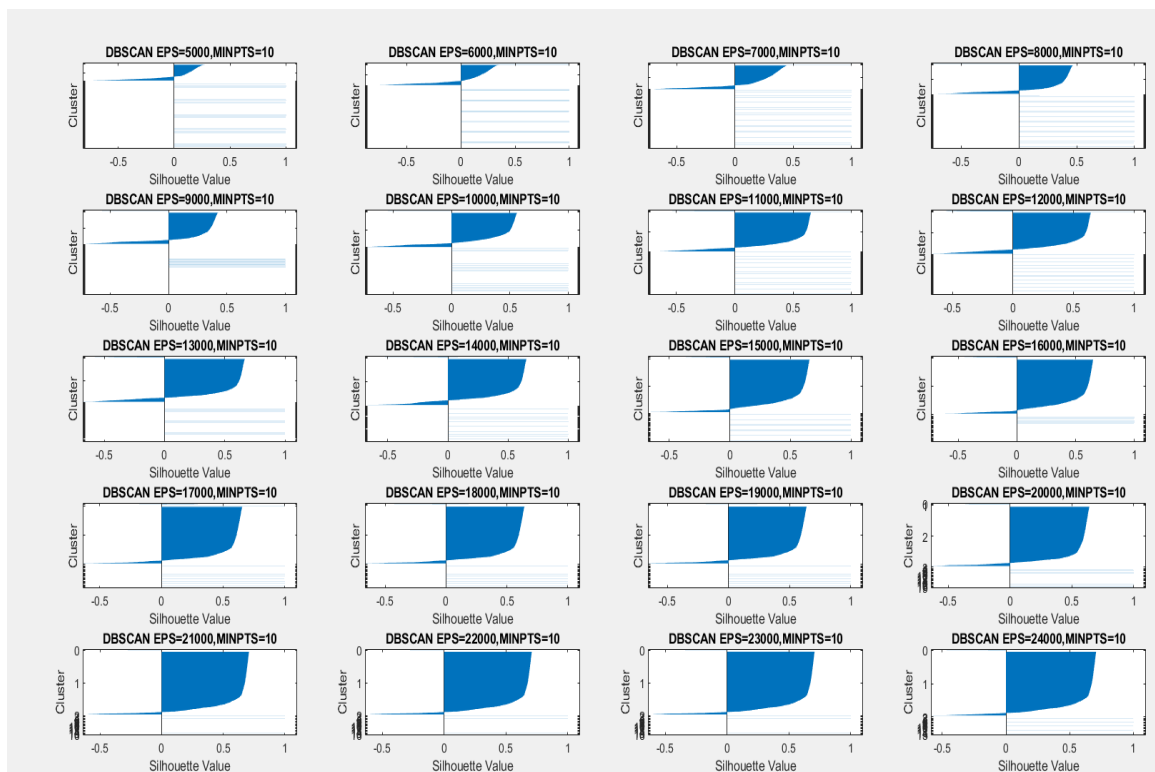 DBSCAN EPS=5000,MINPTS=10 DBSCAN EPS=6000,MINPTS=10 DBSCAN EPS=7000,MINPTS=10 DBSCAN EPS=8000,MINPTS=10
Cluster Cluster Cluster Cluster
-0.5 0 0.5 1 -0.5 0 0.5 1 -0.5 0 0.5 1 -0.5 0 0.5 1
Silhouette Value Silhouette Value Silhouette Value Silhouette Value
DBSCAN EPS=9000,MINPTS=10 DBSCAN EPS=10000,MINPTS=10 DBSCAN EPS=11000,MINPTS=10 DBSCAN EPS=12000,MINPTS=10
Cluster Cluster Cluster Cluster
-0.5 0 0.5 1 -0.5 0 0.5 1 -0.5 0 0.5 1 -0.5 0 0.5 1
Silhouette Value Silhouette Value Silhouette Value Silhouette Value
DBSCAN EPS=13000,MINPTS=10 DBSCAN EPS=14000,MINPTS=10 DBSCAN EPS=15000,MINPTS=10 DBSCAN EPS=16000,MINPTS=10
Cluster Cluster Cluster Cluster
-0.5 0 0.5 1 -0.5 0 0.5 1 -0.5 0 0.5 1 -0.5 0 0.5 1
Silhouette Value Silhouette Value Silhouette Value Silhouette Value
DBSCAN EPS=17000,MINPTS=10 DBSCAN EPS=18000,MINPTS=10 DBSCAN EPS=19000,MINPTS=10 DBSCAN EPS=20000,MINPTS=10
1
Cluster Cluster Cluster Cluster 2
-0.5 0 0.5 1 -0.5 0 0.5 1 -0.5 0 0.5 1 -0.5 0 0.5 1
Silhouette Value Silhouette Value Silhouette Value Silhouette Value
DBSCAN EPS=21000,MINPTS=10 DBSCAN EPS=22000,MINPTS=10 DBSCAN EPS=23000,MINPTS=10 DBSCAN EPS=24000,MINPTS=10
0 0 0 0
Cluster 1 Cluster 1 Cluster 1 Cluster 1
-0.5 0 0.5 1 -0.5 0 0.5 1 -0.5 0 0.5 1 -0.5 0 0.5 1
Silhouette Value Silhouette Value Silhouette Value Silhouette Value